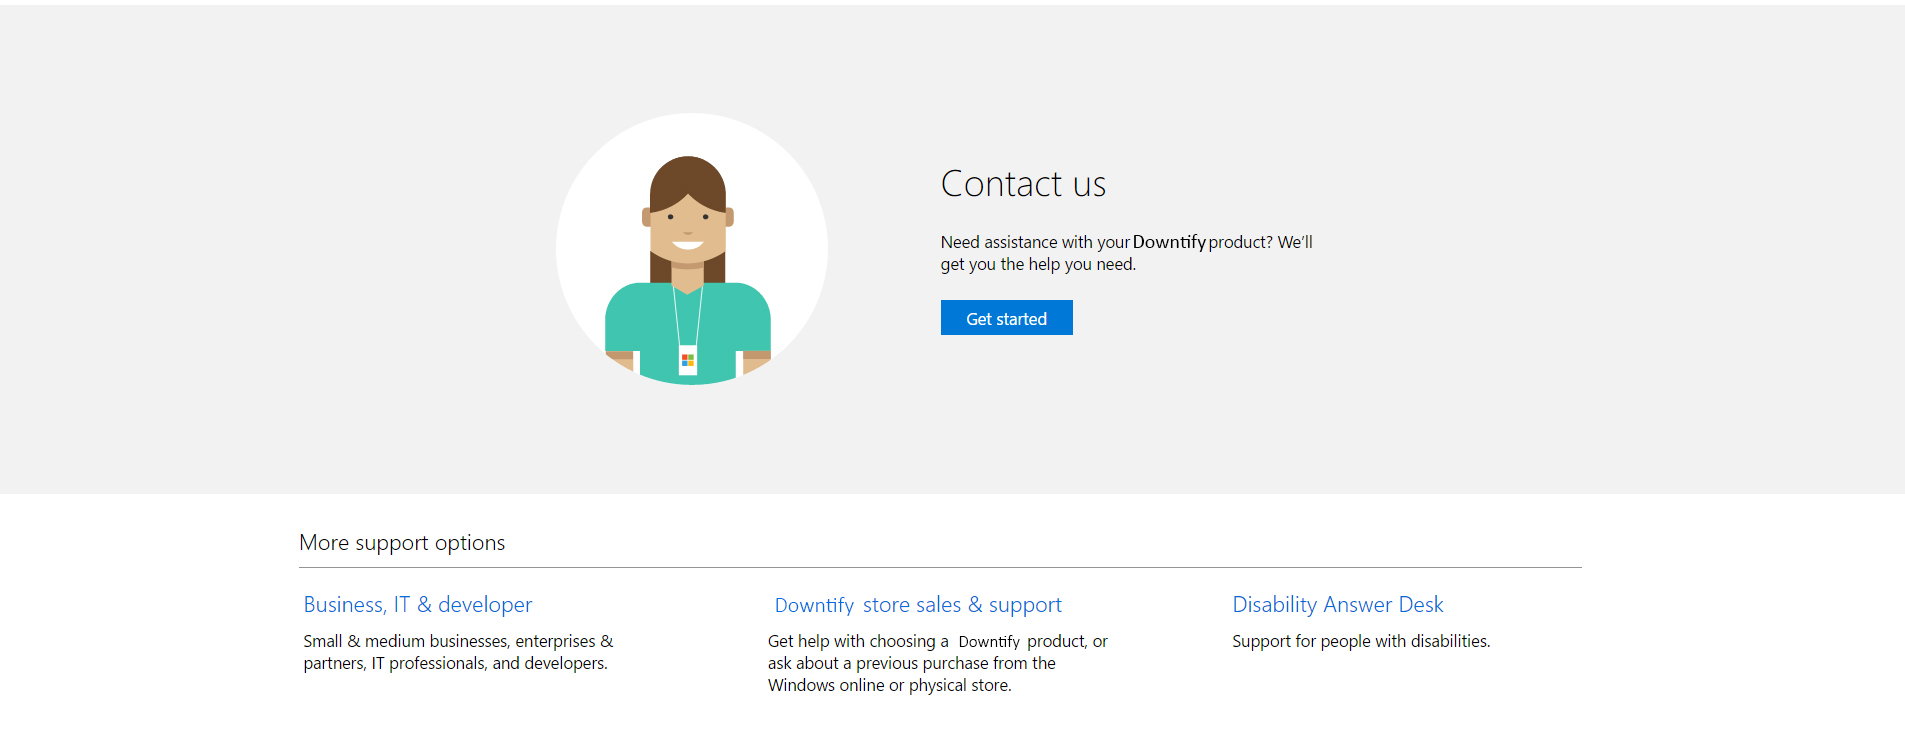 Contact us
Need assistance with your Downtify product? We'll
get you the help you need.
Get started
More support options
Business, IT & developer
Small & medium businesses, enterprises &
partners, IT professionals, and developers.
Downtify store sales & support
Get help with choosing a Downtify product, or
ask about a previous purchase from the
Windows online or physical store.
Disability Answer Desk
Support for people with disabilities.